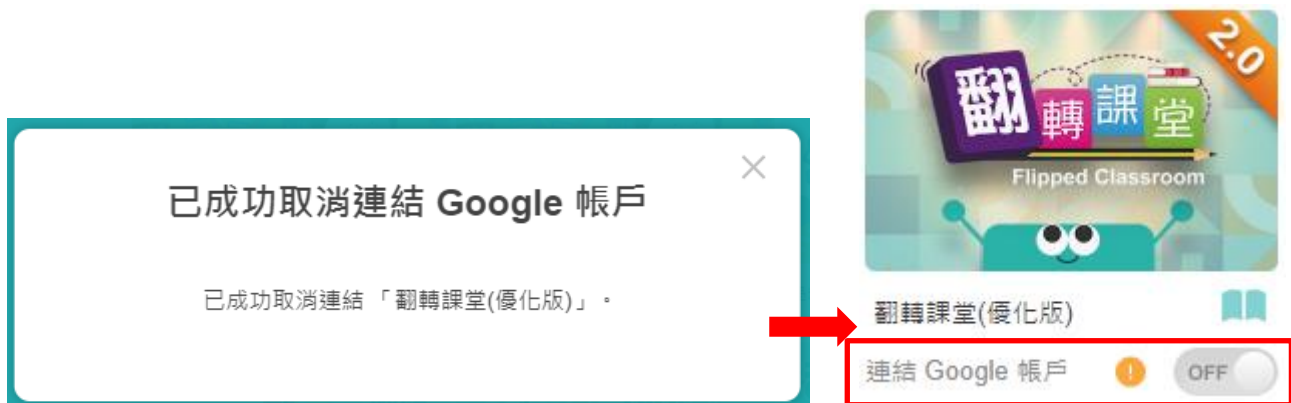 已成功取消連結 Google 帳戶
已成功取消連結 「翻轉課堂(優化版)」。
2.0
翻轉課堂
Flipped Classroom
翻轉課堂(優化版)
連結 Google 帳戶 ! OFF